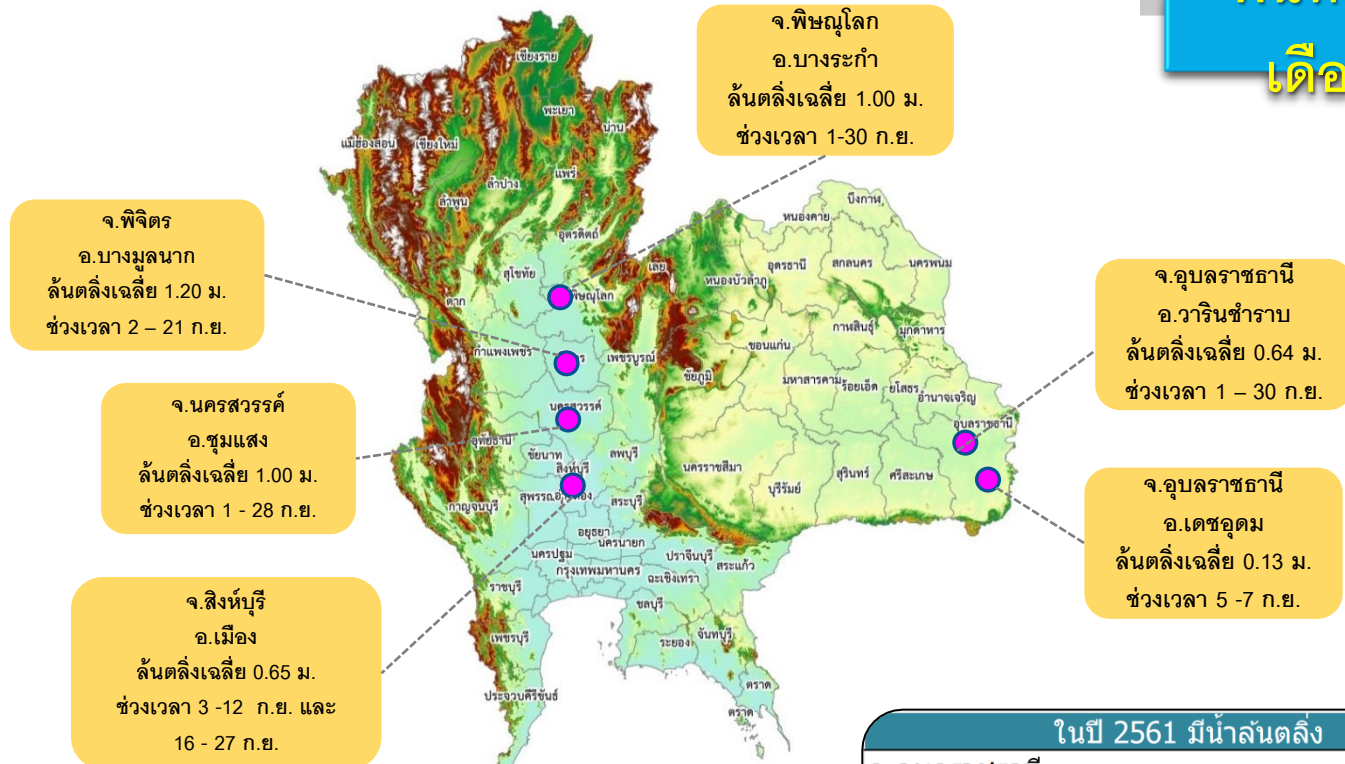 เดือ
จ.พิษณุโลก
อ.บางระกำ
ล้นตลิ่งเฉลี่ย 1.00 ม.
ช่วงเวลา 1-30 ก.ย.
จ.พิจิตร
อ.บางมูลนาก
ล้นตลิ่งเฉลี่ย 1.20 ม.
ช่วงเวลา 2 – 21 ก.ย.
จ.นครสวรรค์
อ.ชุมแสง
ล้นตลิ่งเฉลี่ย 1.00 ม.
ช่วงเวลา 1 - 28 ก.ย.
จ.สิงห์บุรี
อ.เมือง
ล้นตลิ่งเฉลี่ย 0.65 ม.
ช่วงเวลา 3 -12 ก.ย. และ
16 - 27 ก.ย.
จ.อุบลราชธานี
อ.วารินชำราบ
ล้นตลิ่งเฉลี่ย 0.64 ม.
ช่วงเวลา 1 – 30 ก.ย.
จ.อุบลราชธานี
อ.เดชอุดม
ล้นตลิ่งเฉลี่ย 0.13 ม.
ช่วงเวลา 5 -7 ก.ย.
เชียงราย
พะเยา
น่าน
แม่ฮ่องสอน
เชียงใหม่
ลำปาง
แพร่
ลำพูน
อุตรดิตถ์
สุโขทัย
ตาก
พิษณุโลก
เลย
กำแพงเพชร
เพชรบูรณ์
นครสวรรค์
อุทัยธานี
ชัยนาท
สิงห์บุรี
ลพบุรี
สุพรรณ
สระบุรี
กาญจนบุรี
อยุธยา
นครนายก
นครปฐม
กรุงเทพมหานคร
ปราจีนบุรี
สระแก้ว
ฉะเชิงเทรา
ราชบุรี
ชลบุรี
เพชรบุรี
ระยอง
จันทบุรี
ตราด
ตราด
ประจวบคีรีขันธ์
บึงกาฬ
หนองคาย
อุดรธานี
สกลนคร
นครพนม
หนองบัวลำภู
กาฬสินธุ์
มุกดาหาร
ขอนแก่น
ชัยภูมิ
มหาสารคาม
ร้อยเอ็ด
ยโสธร
อำนาจเจริญ
อุบลราชธานี
นครราชสีมา
บุรีรัมย์
สุรินทร์
ศรีสะเกษ
ในปี 2561 มีน้ำล้นตลิ่ง